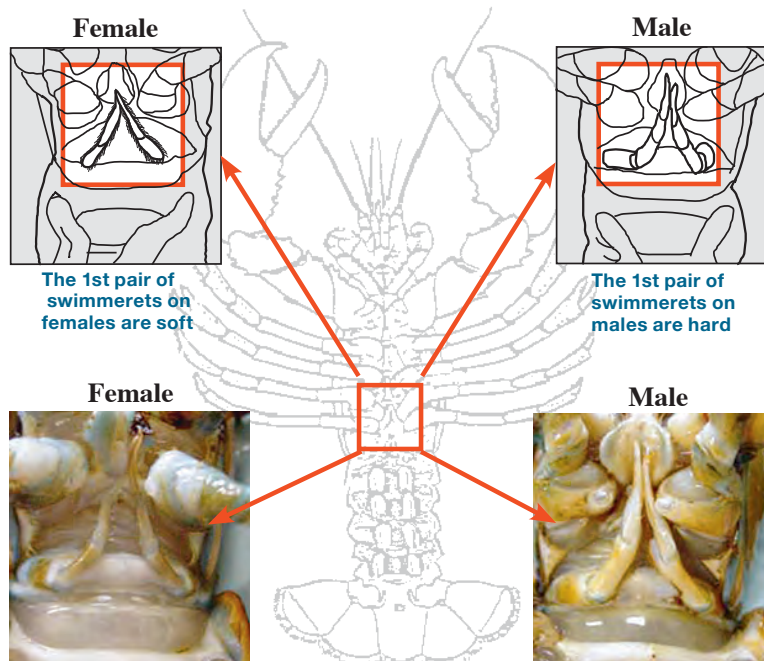 Female
Male
The 1st pair of
swimmerets on
females are soft
The 1st pair of
swimmerets on
males are hard
Female
Male